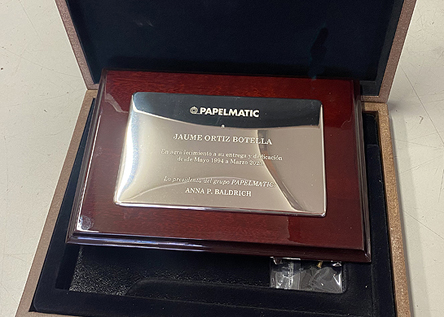 PAPELMATIC
JAUME ORTIZ BOTELLA
En agradecimiento a su entrega y dedicación
desde Mayo 1994 a Marzo
La presidenta del grupo PAPELMATIC
ANNA P. BALDRICH